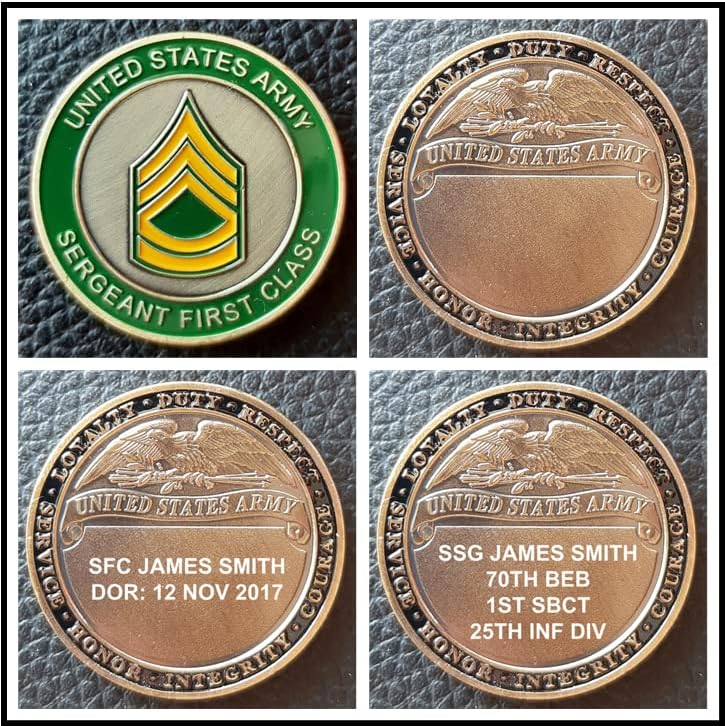 UNITED STATES ARMY
SERGEANT FIRST CLASS
SERVICE · LOYALTY · DUTY · RESPECT · COURAGE
HONOR · INTEGRITY
UNITED STATES ARMY
SERVICE · LOYALTY · DUTY · RESPECT · COURAGE
HONOR · INTEGRITY
UNITED STATES ARMY
SFC JAMES SMITH
DOR: 12 NOV 2017
SERVICE · LOYALTY · DUTY · RESPECT · COURAGE
HONOR · INTEGRITY
UNITED STATES ARMY
SSG JAMES SMITH
70TH BEB
1ST SBCT
25TH INF DIV